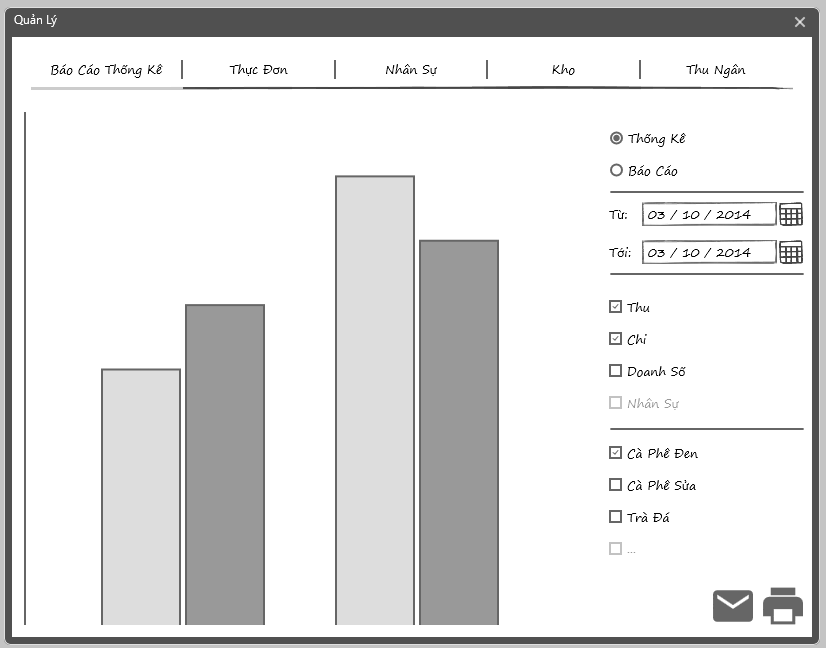 Quản Lý
Báo Cáo Thống Kê
Thực Đơn
Nhân Sự
Kho
Thu Ngân
Thống Kê
Báo Cáo
Từ: 03 / 10 / 2014
Tới: 03 / 10 / 2014
Thu
Chi
Doanh Số
Nhân Sự
Cà Phê Đen
Cà Phê Sửa
Trà Đá
...